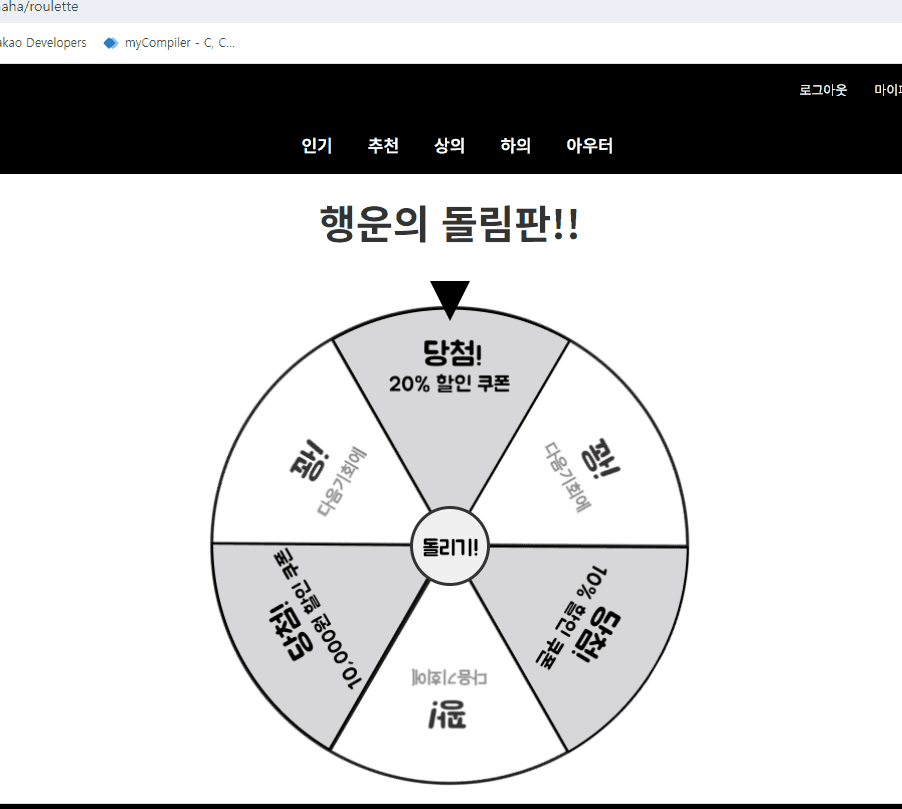 aha/roulette
akao Developers
myCompiler - C, C...
로그아웃
마이
인기 추천 상의 하의 아우터
행운의 돌림판!!
당첨!
20% 할인 쿠폰
꽝!
다음기회에
꽝!
다음기회에
돌리기!
당첨!
10,000원 할인 쿠폰
10% 할인 쿠폰
당첨!
다음기회에
꽝!